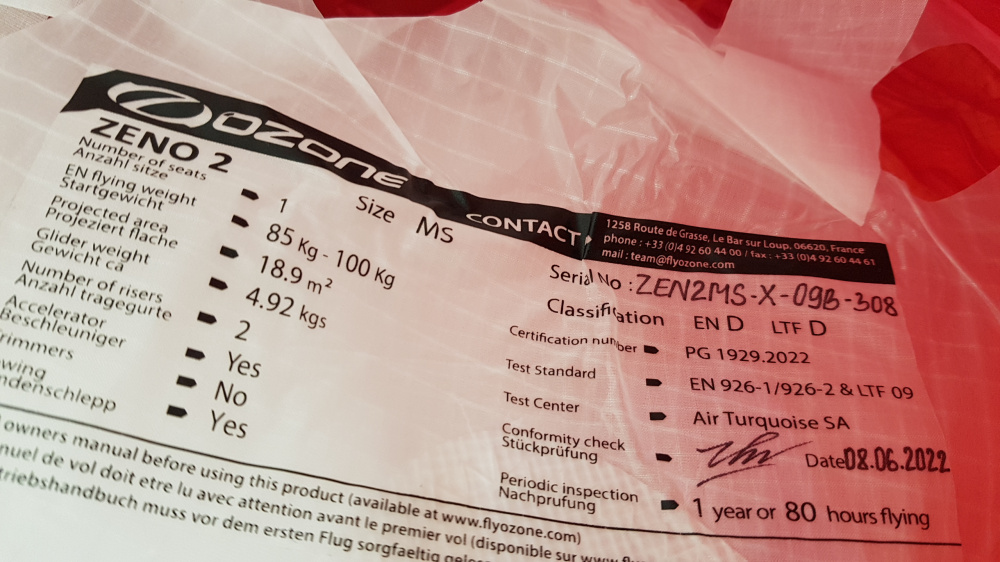 OZONE
ZENO 2
Size MS
Number of seats
Anzahl sitze
1
EN flying weight
Startgewicht
85 Kg - 100 Kg
Projected area
Projeziert flache
18.9 m²
Glider weight
Gewicht ca
4.92 kgs
Number of risers
Anzahl tragegurte
2
Accelerator
Beschleuniger
Yes
rimmers
No
wing
ndenschlepp
Yes
CONTACT
1258 Route de Grasse, Le Bar sur Loup, 06620, France
phone : +33 (0)4 92 60 44 00 / fax : +33 (0)4 92 60 44 61
mail : team@flyozone.com
Serial No : ZEN2MS-X-09B-308
Classification EN D LTF D
Certification number PG 1929.2022
Test Standard EN 926-1/926-2 & LTF 09
Test Center Air Turquoise SA
Conformity check
Stückprüfung
Date 08.06.2022
Periodic inspection
Nachprufung
1 year or 80 hours flying
owners manual before using this product (available at www.flyozone.com)
nuel de vol doit etre lu avec attention avant le premier vol (disponible sur www.
triebshandbuch muss vor dem ersten Flug sorgfaeltig